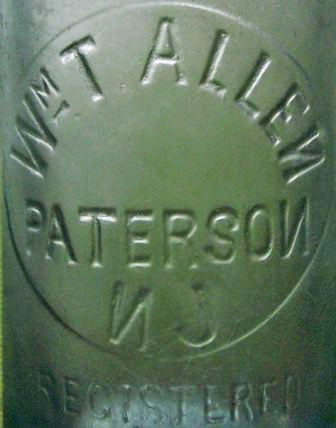 WM T ALLEN
PATERSON
N J
REGISTERED